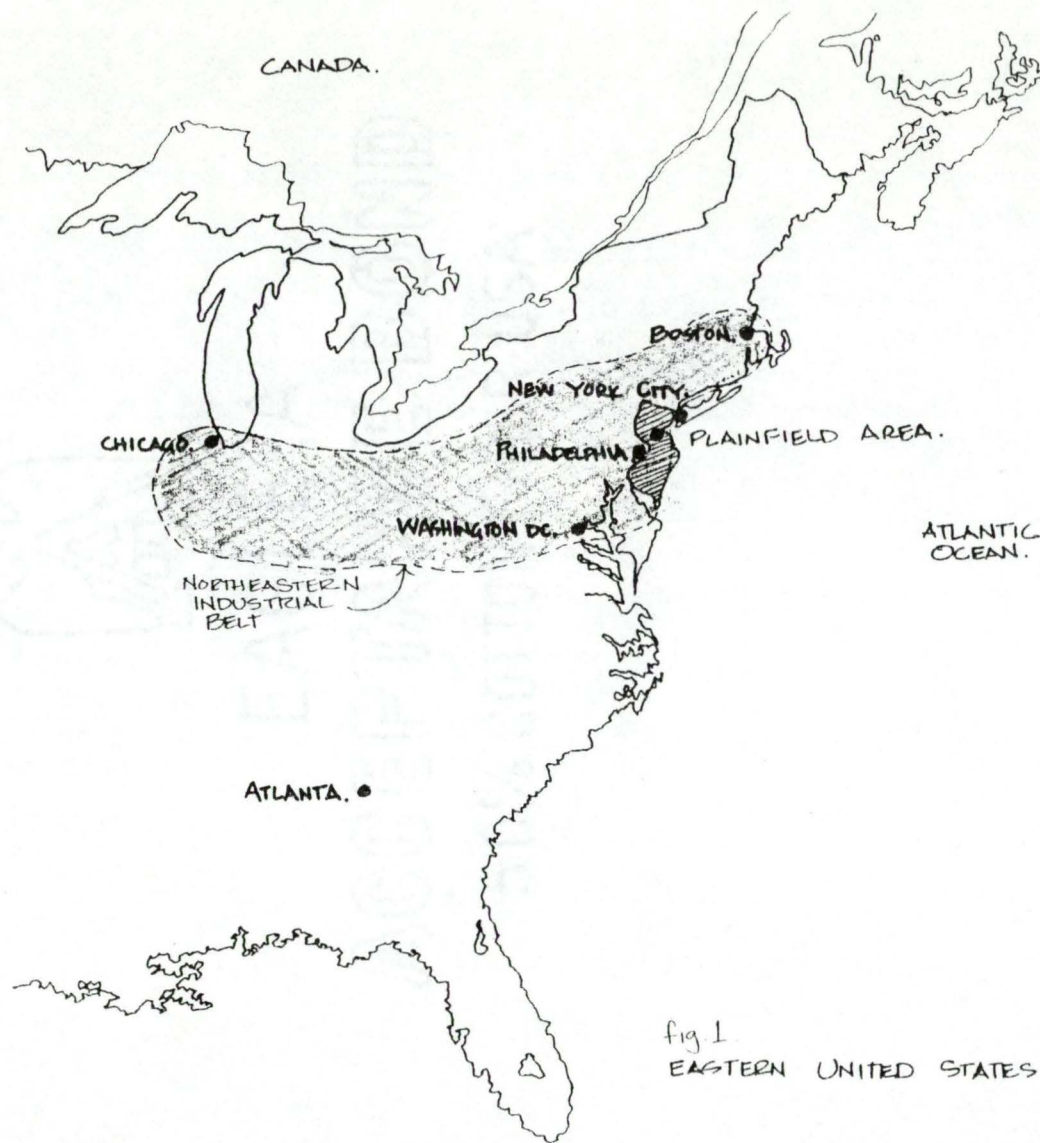 CANADA.
BOSTON.
NEW YORK CITY.
CHICAGO.
PLAINFIELD AREA.
PHILADELPHIA
WASHINGTON DC.
ATLANTIC
OCEAN.
NORTHEASTERN
INDUSTRIAL
BELT
ATLANTA.
fig. 1.
EASTERN UNITED STATES